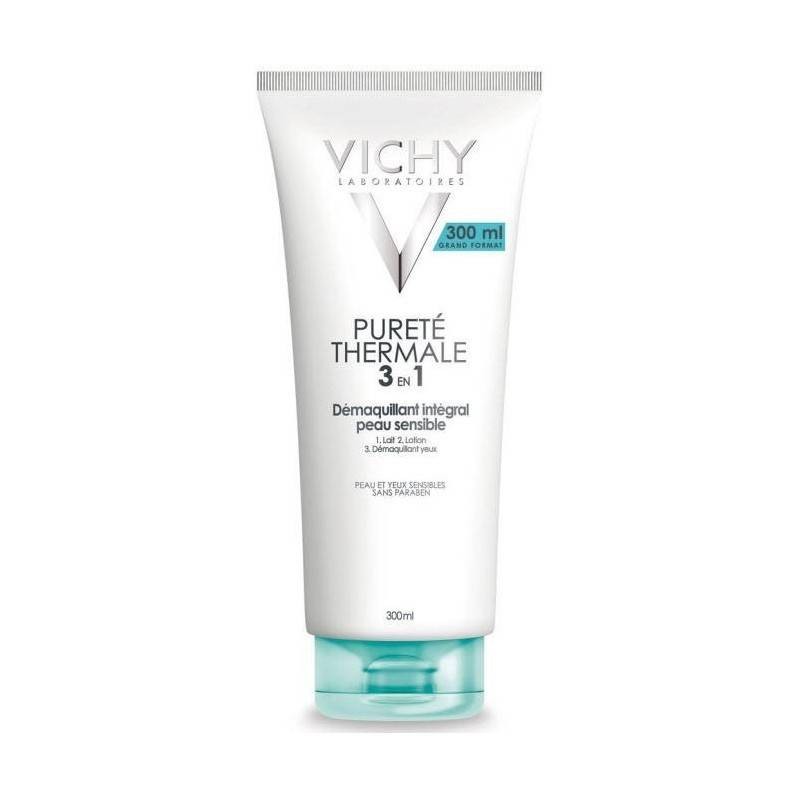 VICHY
LABORATOIRES
300 ml
GRAND FORMAT
PURETÉ
THERMALE
3 EN 1
Démaquillant intégral
peau sensible
1. Lait 2. Lotion
3. Démaquillant yeux
PEAU ET YEUX SENSIBLES
SANS PARABEN
300ml